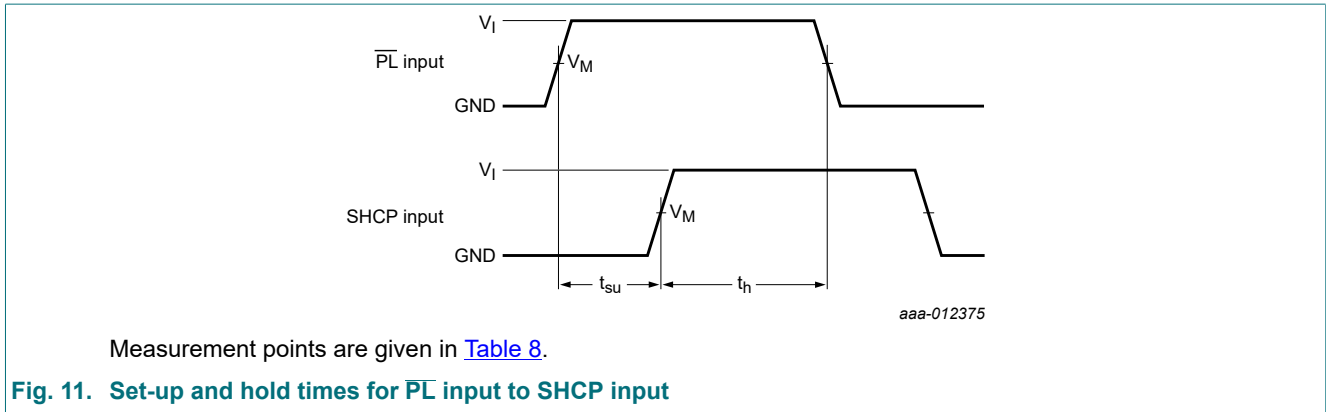 V_I
PL̅ input
V_M
GND
V_I
SHCP input
V_M
GND
t_su
t_h
aaa-012375
Measurement points are given in Table 8.
Fig. 11. Set-up and hold times for PL̅ input to SHCP input